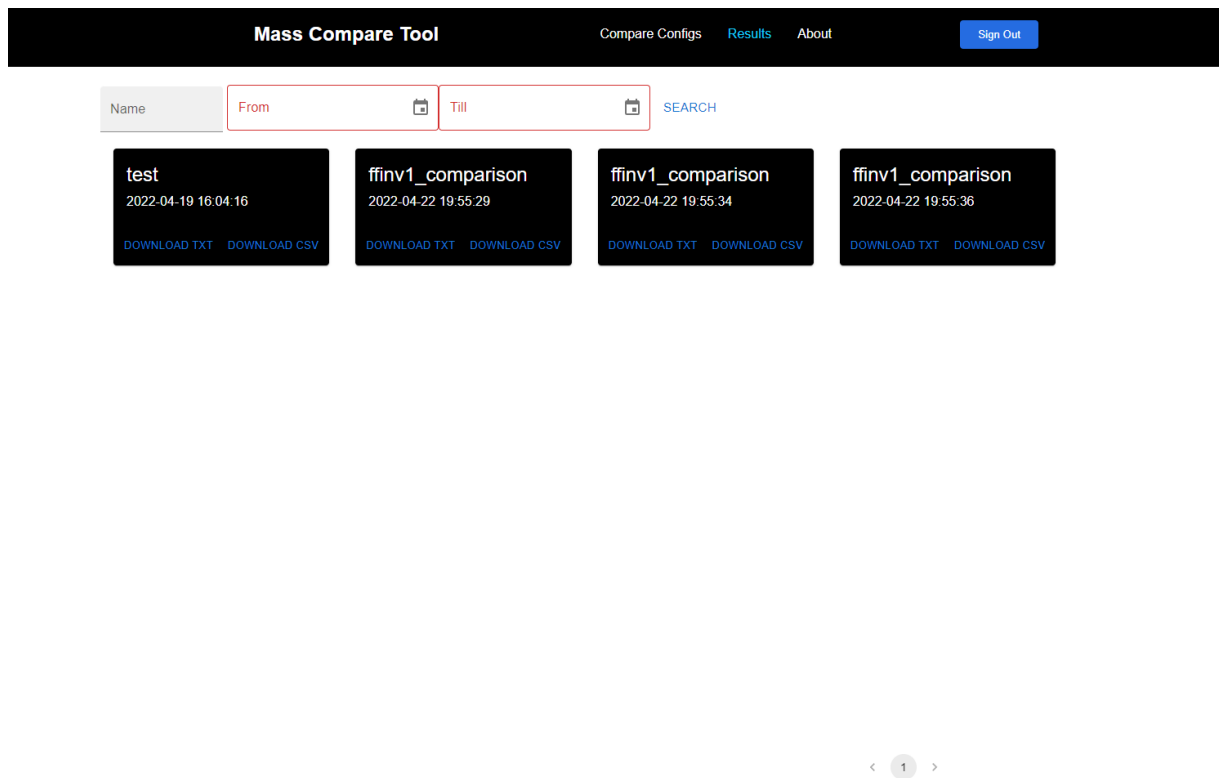 Mass Compare Tool Compare Configs Results About Sign Out
Name From Till SEARCH
test
2022-04-19 16:04:16
DOWNLOAD TXT DOWNLOAD CSV
ffinv1_comparison
2022-04-22 19:55:29
DOWNLOAD TXT DOWNLOAD CSV
ffinv1_comparison
2022-04-22 19:55:34
DOWNLOAD TXT DOWNLOAD CSV
ffinv1_comparison
2022-04-22 19:55:36
DOWNLOAD TXT DOWNLOAD CSV
1